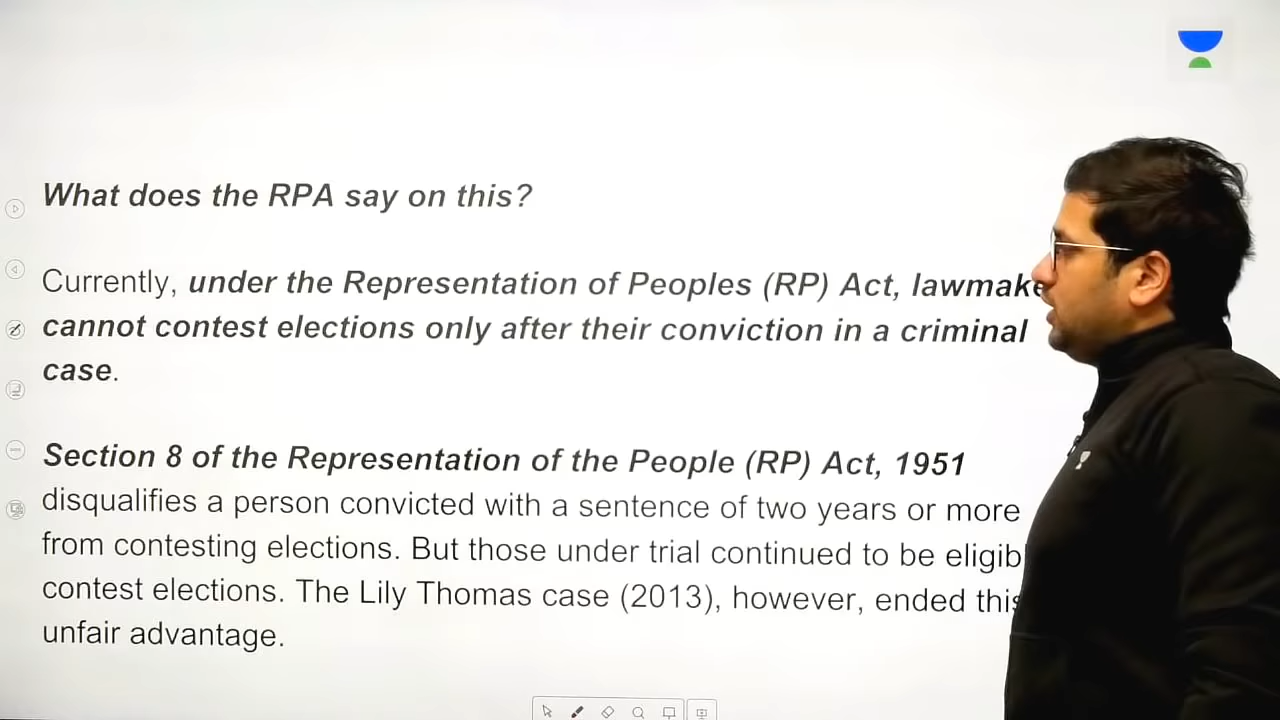 What does the RPA say on this?
Currently, under the Representation of Peoples (RP) Act,
cannot contest elections only after their conviction in a criminal
case.
Section 8 of the Representation of the People (RP) Act, 1951
disqualifies a person convicted with a sentence of two years or more
from contesting elections. But those under trial continued to be
contest elections. The Lily Thomas case (2013), however, ended this
unfair advantage.